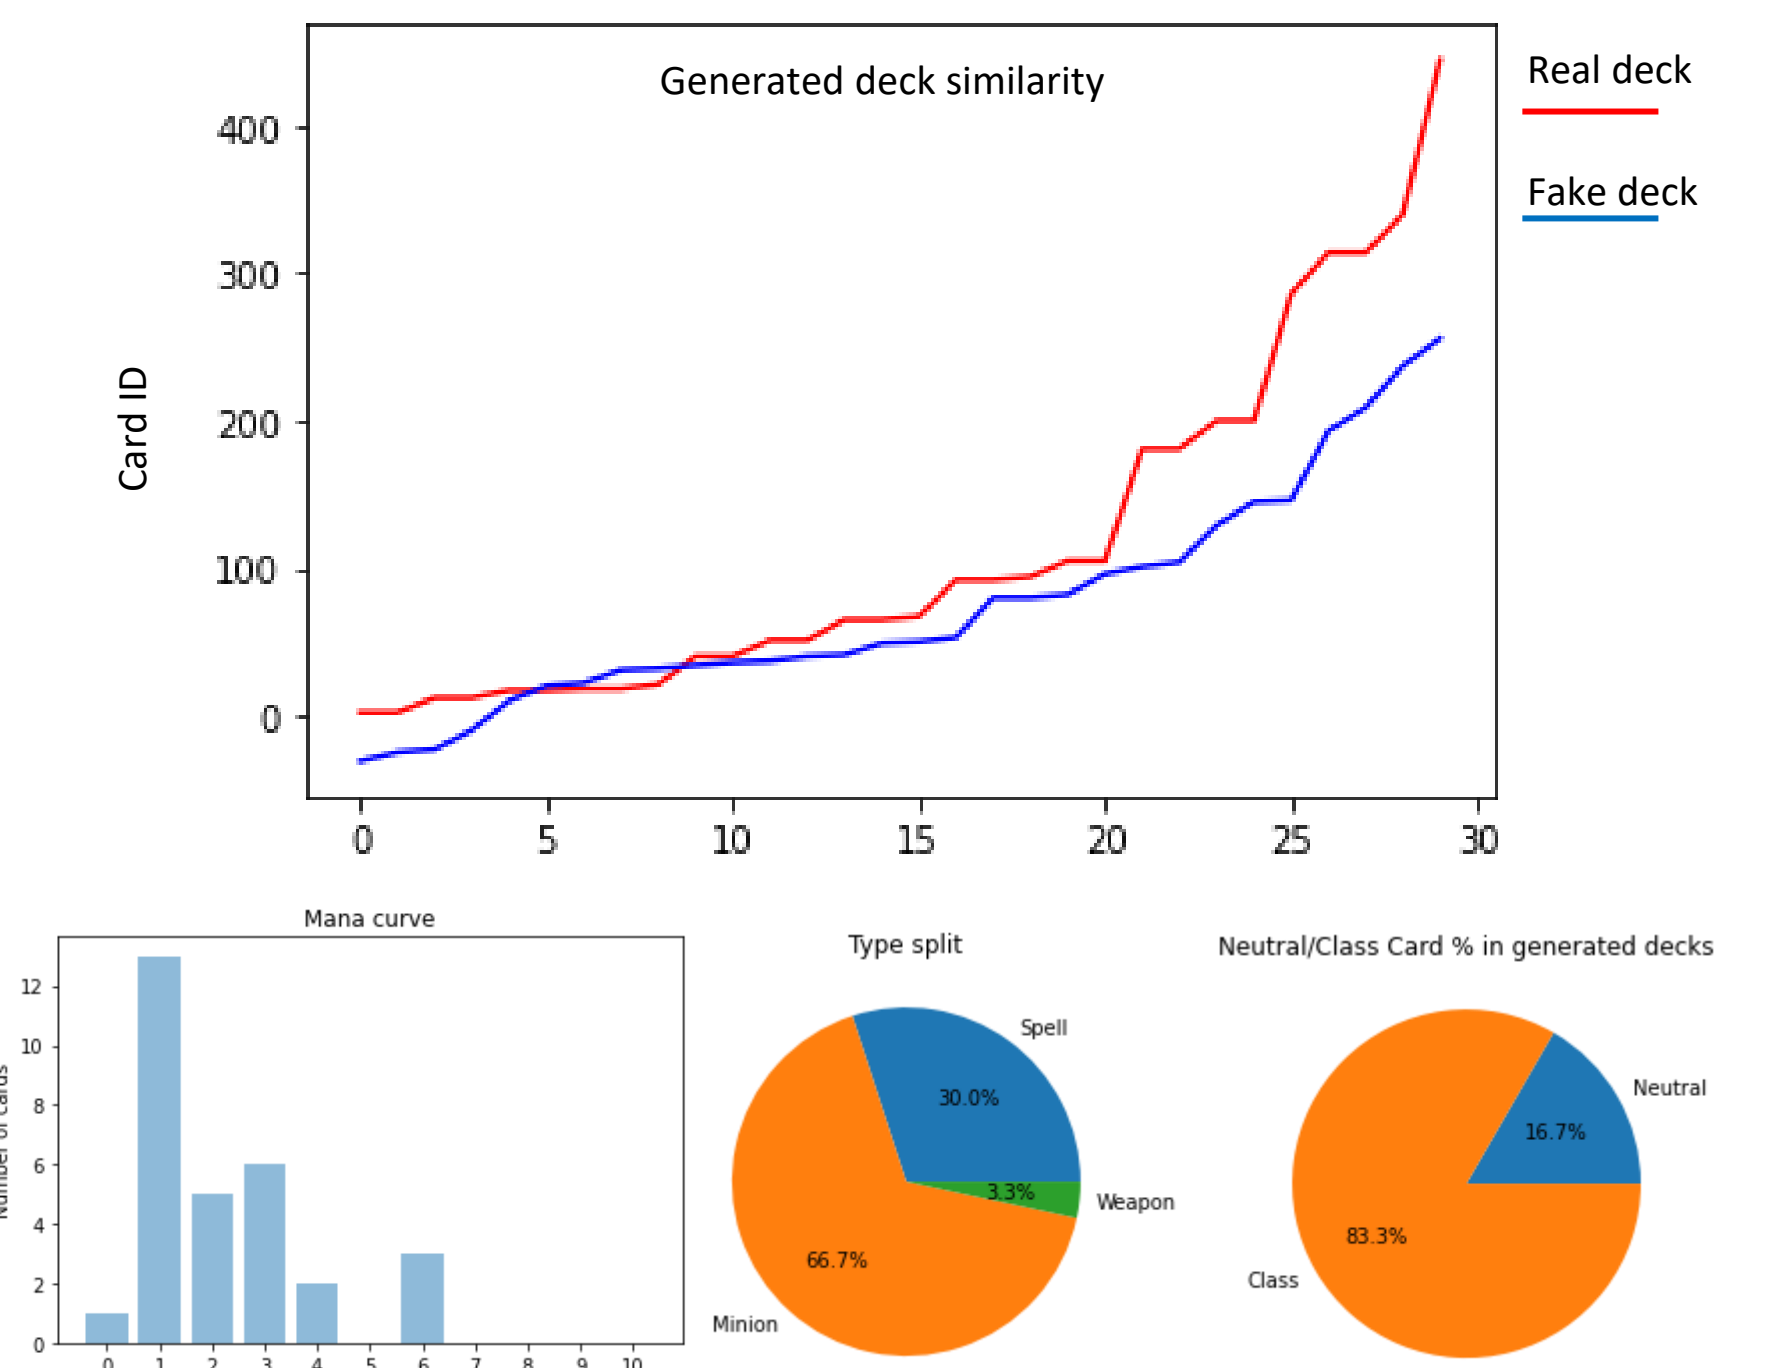 Generated deck similarity
Real deck
Fake deck
400
300
200
100
0
Card ID
0 5 10 15 20 25 30
Mana curve
12
10
8
6
4
2
0
Number of cards
0 1 2 3 4 5 6 7 8 9 10
Type split
Spell
30.0%
3.3%
Weapon
66.7%
Minion
Neutral/Class Card % in generated decks
Neutral
16.7%
83.3%
Class